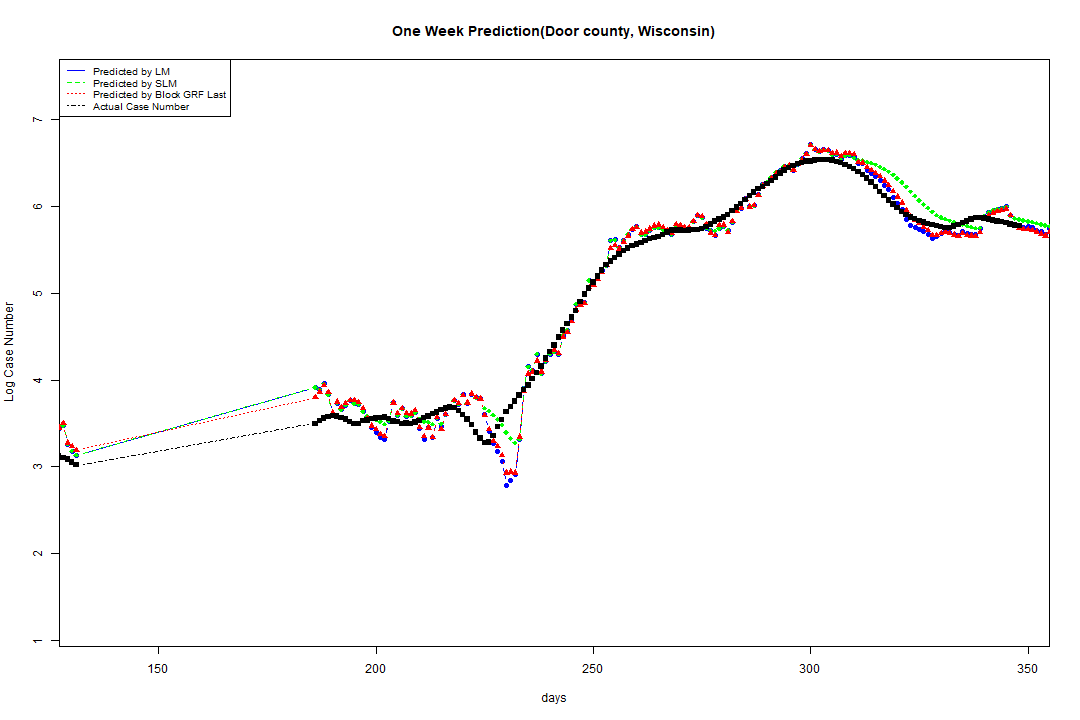 One Week Prediction(Door county, Wisconsin)
Predicted by LM
Predicted by SLM
Predicted by Block GRF Last
Actual Case Number
7
6
5
4
3
2
1
Log Case Number
150 200 250 300 350
days